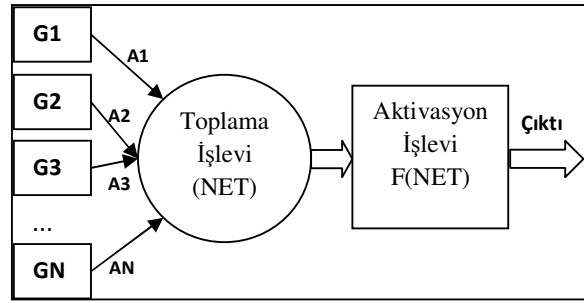 G1
A1
G2
A2
G3
A3
...
GN
AN
Toplama
İşlevi
(NET)
Aktivasyon
İşlevi
F(NET)
Çıktı